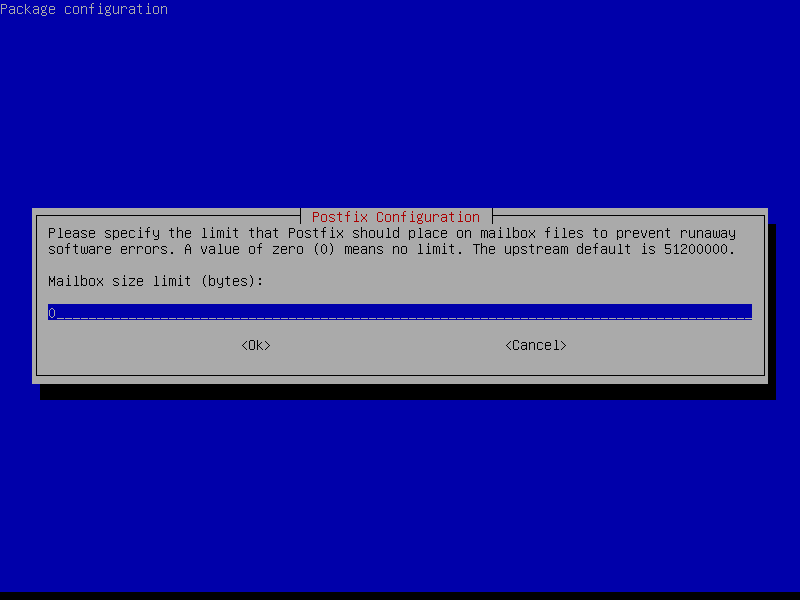 Package configuration
Postfix Configuration
Please specify the limit that Postfix should place on mailbox files to prevent runaway
software errors. A value of zero (0) means no limit. The upstream default is 51200000.
Mailbox size limit (bytes):
0
<Ok> <Cancel>